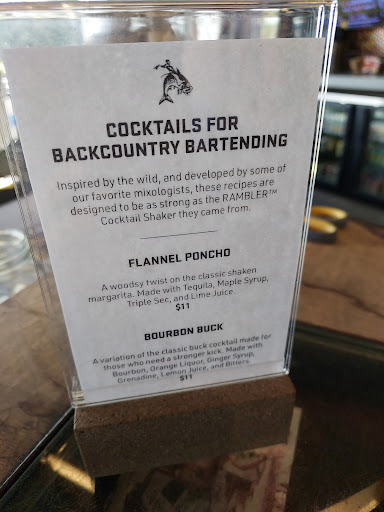 COCKTAILS FOR
BACKCOUNTRY BARTENDING
Inspired by the wild, and developed by some of
our favorite mixologists, these recipes are
designed to be as strong as the RAMBLER™
Cocktail Shaker they came from.
FLANNEL PONCHO
A woodsy twist on the classic shaken
margarita. Made with Tequila, Maple Syrup,
Triple Sec, and Lime Juice.
$11
BOURBON BUCK
A variation of the classic buck cocktail made for
those who need a stronger kick. Made with
Bourbon, Orange Liquor, Ginger Syrup,
Grenadine, Lemon Juice, and Bitters.
$11